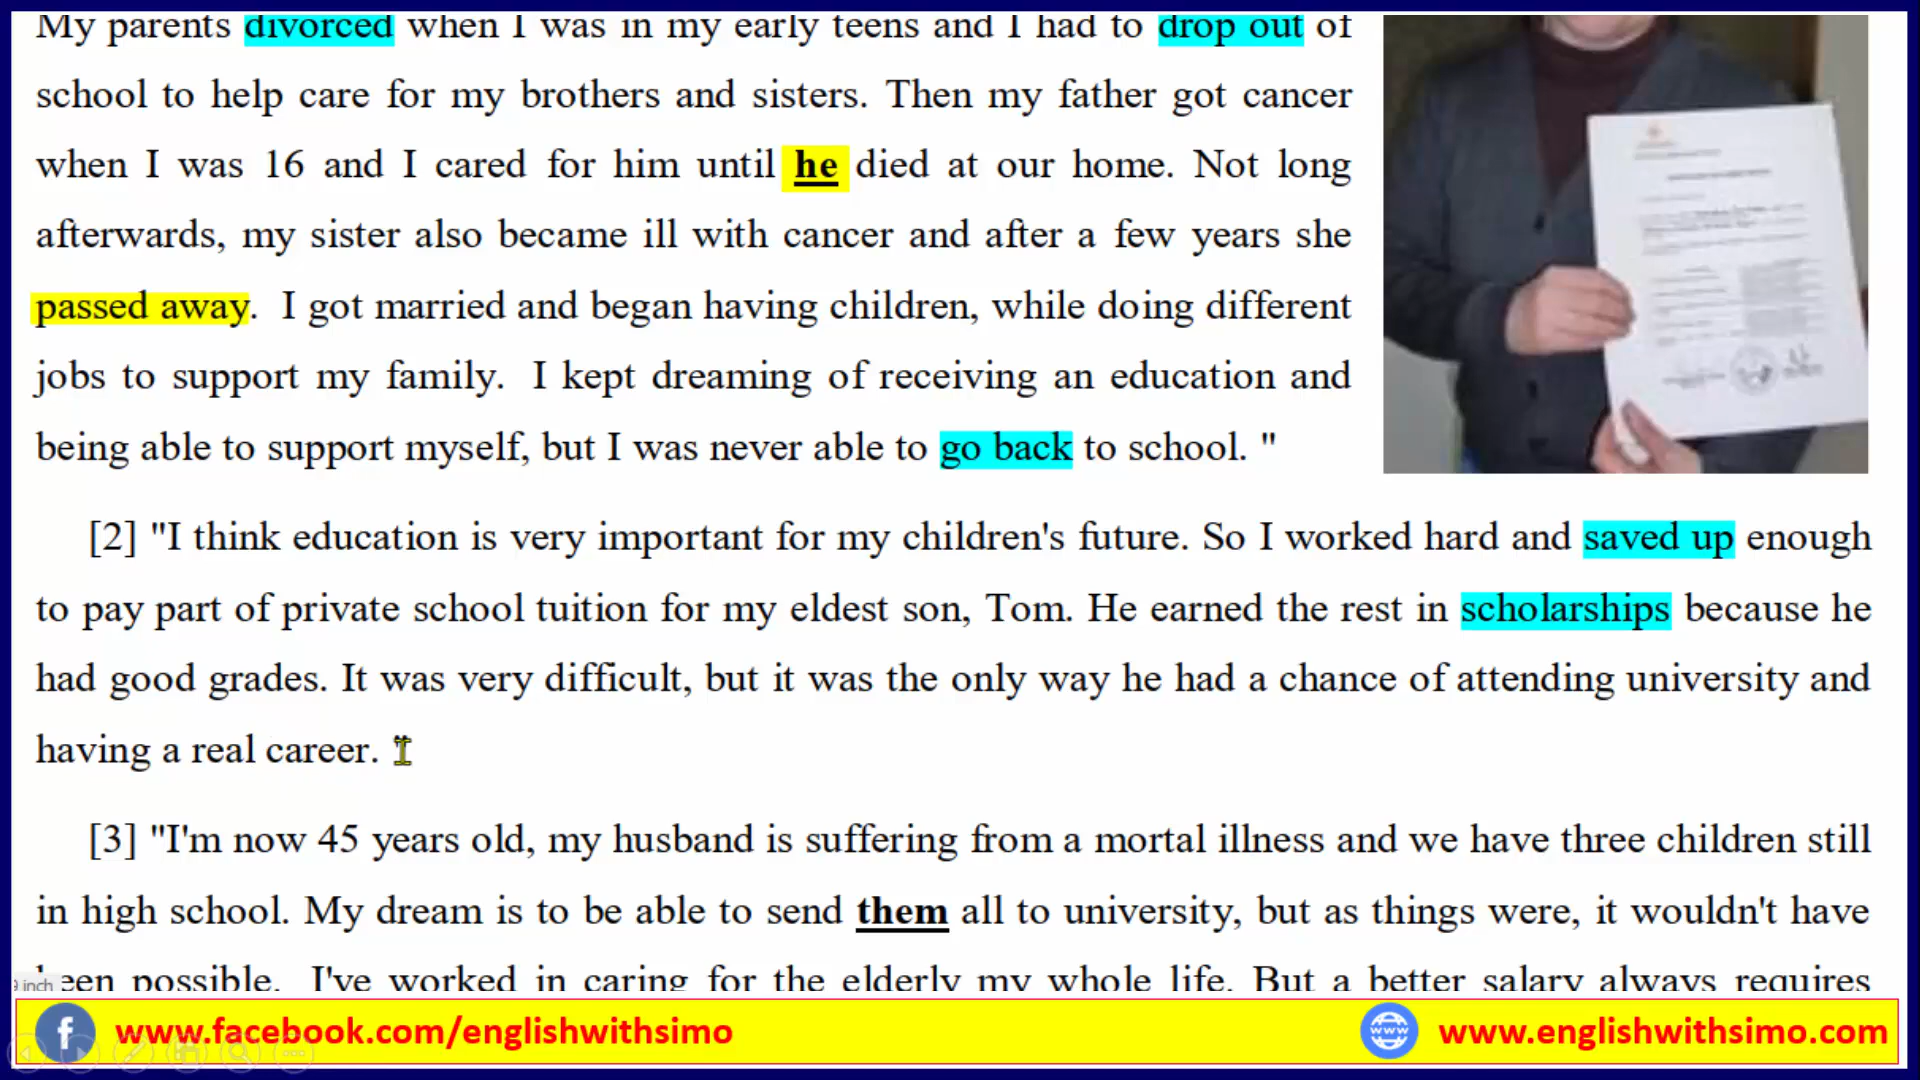 My parents divorced when I was in my early teens and I had to drop out of
school to help care for my brothers and sisters. Then my father got cancer
when I was 16 and I cared for him until he died at our home. Not long
afterwards, my sister also became ill with cancer and after a few years she
passed away. I got married and began having children, while doing different
jobs to support my family. I kept dreaming of receiving an education and
being able to support myself, but I was never able to go back to school. "
[2] "I think education is very important for my children's future. So I worked hard and saved up enough
to pay part of private school tuition for my eldest son, Tom. He earned the rest in scholarships because he
had good grades. It was very difficult, but it was the only way he had a chance of attending university and
having a real career.
[3] "I'm now 45 years old, my husband is suffering from a mortal illness and we have three children still
in high school. My dream is to be able to send them all to university, but as things were, it wouldn't have
been possible. I've worked in caring for the elderly my whole life. But a better salary always requires
inch
www.facebook.com/englishwithsimo
www.englishwithsimo.com